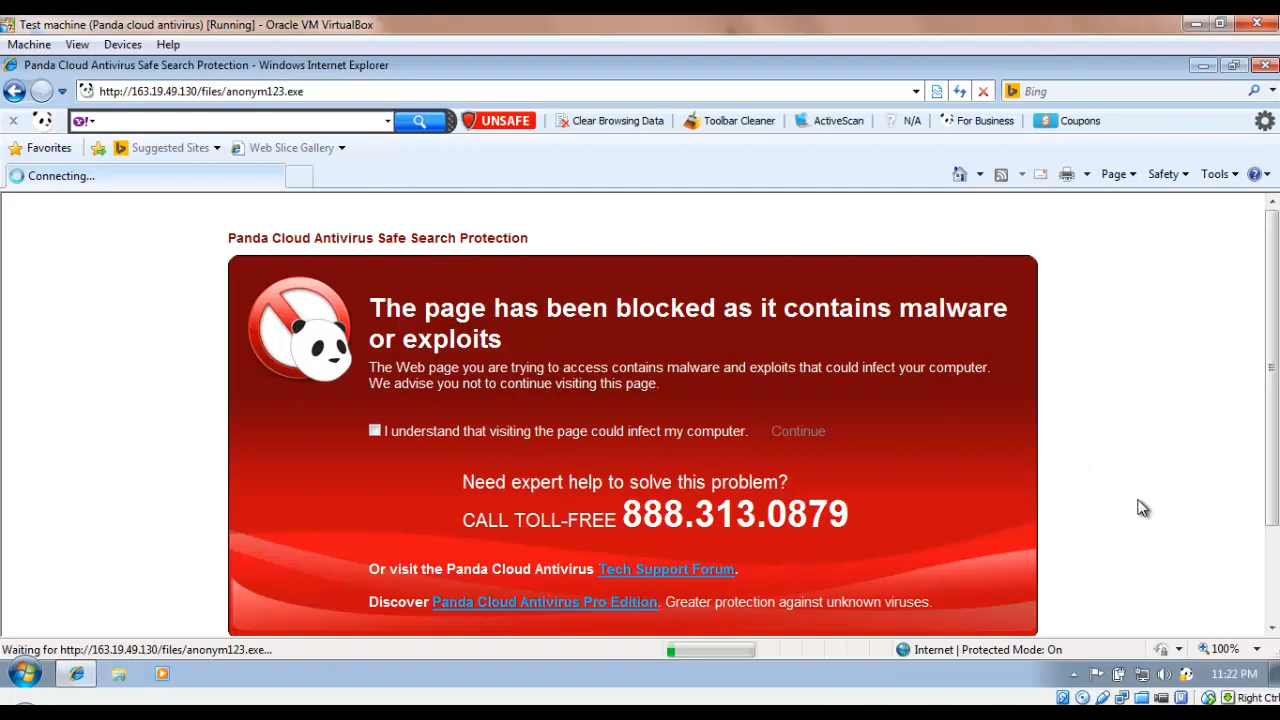 Test machine (Panda cloud antivirus) [Running] - Oracle VM VirtualBox
Machine View Devices Help
Panda Cloud Antivirus Safe Search Protection - Windows Internet Explorer
http://163.19.49.130/files/anonym123.exe Bing
Y! UNSAFE Clear Browsing Data Toolbar Cleaner ActiveScan N/A For Business Coupons
Favorites Suggested Sites Web Slice Gallery
Connecting... Page Safety Tools
Panda Cloud Antivirus Safe Search Protection
The page has been blocked as it contains malware
or exploits
The Web page you are trying to access contains malware and exploits that could infect your computer.
We advise you not to continue visiting this page.
I understand that visiting the page could infect my computer. Continue
Need expert help to solve this problem?
CALL TOLL-FREE 888.313.0879
Or visit the Panda Cloud Antivirus Tech Support Forum.
Discover Panda Cloud Antivirus Pro Edition. Greater protection against unknown viruses.
Waiting for http://163.19.49.130/files/anonym123.exe... Internet | Protected Mode: On 100%
11:22 PM
Right Ctrl